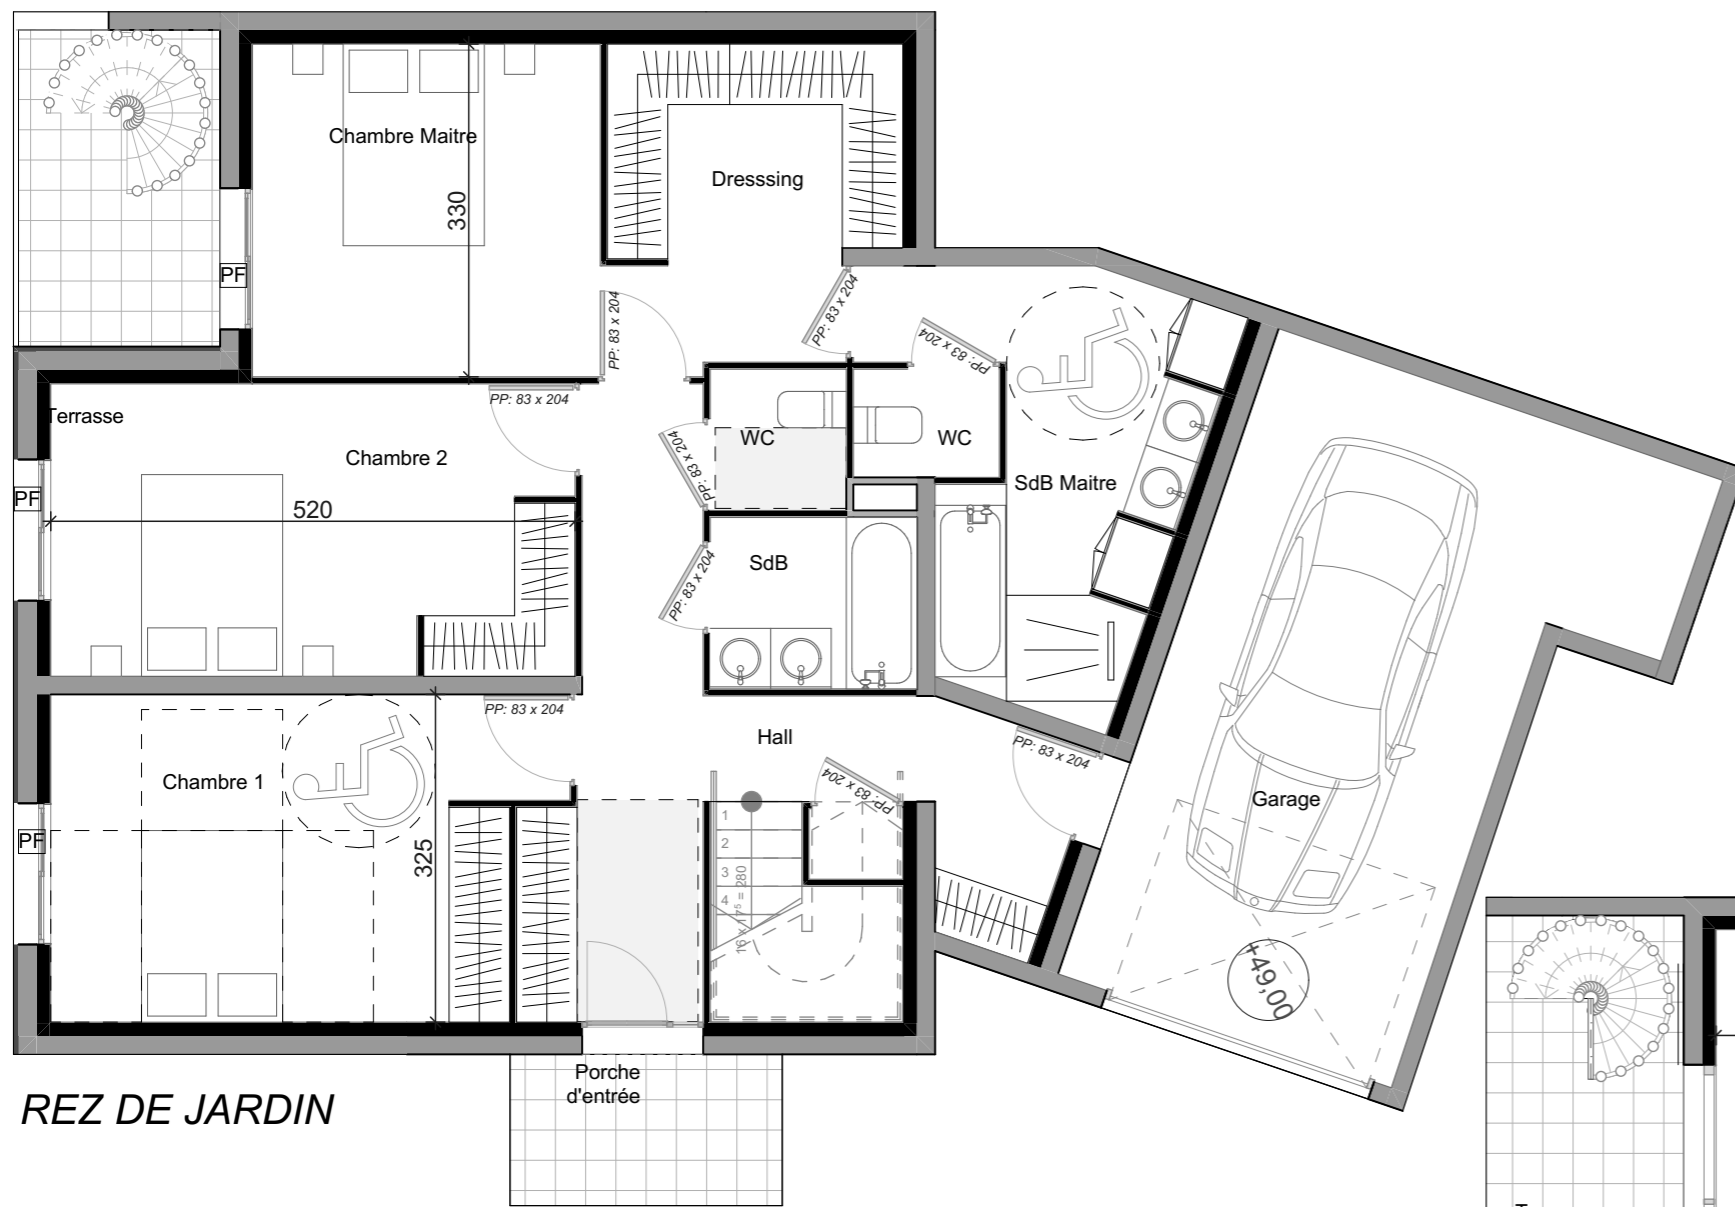 Chambre Maitre
330
PF
Dresssing
PP: 83 x 204
PP: 83 x 204
PP: 83 x 204
Terrasse
PP: 83 x 204
Chambre 2
PF
520
WC
PP: 83 x 204
WC
SdB Maitre
SdB
PP: 83 x 204
PP: 83 x 204
Hall
PP: 83 x 204
PP: 83 x 204
Chambre 1
PF
325
Garage
1
2
3
4
16 x 17⁵ = 280
+49,00
Porche
d'entrée
REZ DE JARDIN